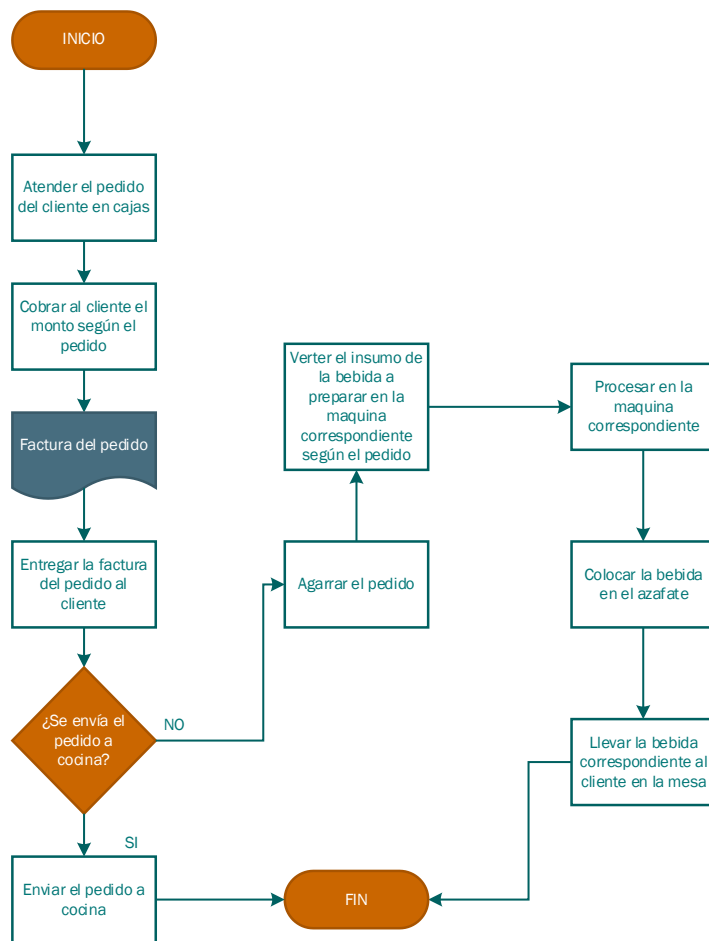 INICIO
Atender el pedido
del cliente en cajas
Cobrar al cliente el
monto según el
pedido
Factura del pedido
Entregar la factura
del pedido al
cliente
¿Se envía el
pedido a
cocina?
NO
SI
Enviar el pedido a
cocina
Agarrar el pedido
Verter el insumo de
la bebida a
preparar en la
maquina
correspondiente
según el pedido
Procesar en la
maquina
correspondiente
Colocar la bebida
en el azafate
Llevar la bebida
correspondiente al
cliente en la mesa
FIN